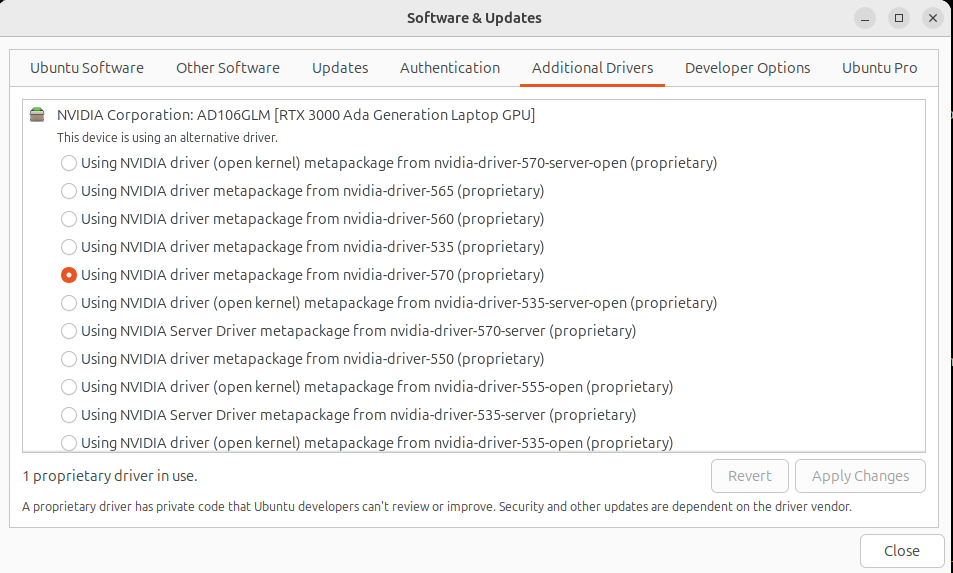 Software & Updates
Ubuntu Software Other Software Updates Authentication Additional Drivers Developer Options Ubuntu Pro
NVIDIA Corporation: AD106GLM [RTX 3000 Ada Generation Laptop GPU]
This device is using an alternative driver.
Using NVIDIA driver (open kernel) metapackage from nvidia-driver-570-server-open (proprietary)
Using NVIDIA driver metapackage from nvidia-driver-565 (proprietary)
Using NVIDIA driver metapackage from nvidia-driver-560 (proprietary)
Using NVIDIA driver metapackage from nvidia-driver-535 (proprietary)
Using NVIDIA driver metapackage from nvidia-driver-570 (proprietary)
Using NVIDIA driver (open kernel) metapackage from nvidia-driver-535-server-open (proprietary)
Using NVIDIA Server Driver metapackage from nvidia-driver-570-server (proprietary)
Using NVIDIA driver metapackage from nvidia-driver-550 (proprietary)
Using NVIDIA driver (open kernel) metapackage from nvidia-driver-555-open (proprietary)
Using NVIDIA Server Driver metapackage from nvidia-driver-535-server (proprietary)
Using NVIDIA driver (open kernel) metapackage from nvidia-driver-535-open (proprietary)
1 proprietary driver in use.
Revert Apply Changes
A proprietary driver has private code that Ubuntu developers can't review or improve. Security and other updates are dependent on the driver vendor.
Close